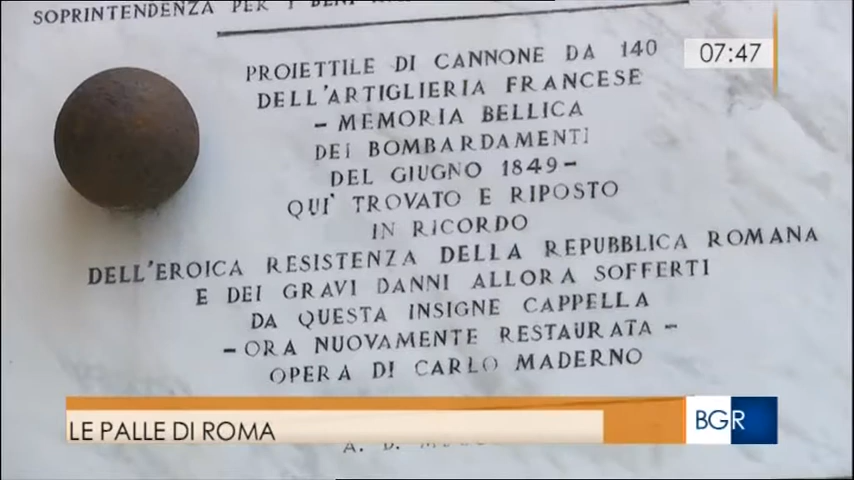 SOPRINTENDENZA PER I BENI
PROIETTILE DI CANNONE DA 140
07:47
DELL'ARTIGLIERIA FRANCESE
- MEMORIA BELLICA
DEI BOMBARDAMENTI
DEL GIUGNO 1849-
QUI' TROVATO E RIPOSTO
IN RICORDO
DELL'EROICA RESISTENZA DELLA REPUBBLICA ROMANA
E DEI GRAVI DANNI ALLORA SOFFERTI
DA QUESTA INSIGNE CAPPELLA
- ORA NUOVAMENTE RESTAURATA -
OPERA DI CARLO MADERNO
LE PALLE DI ROMA
BGR